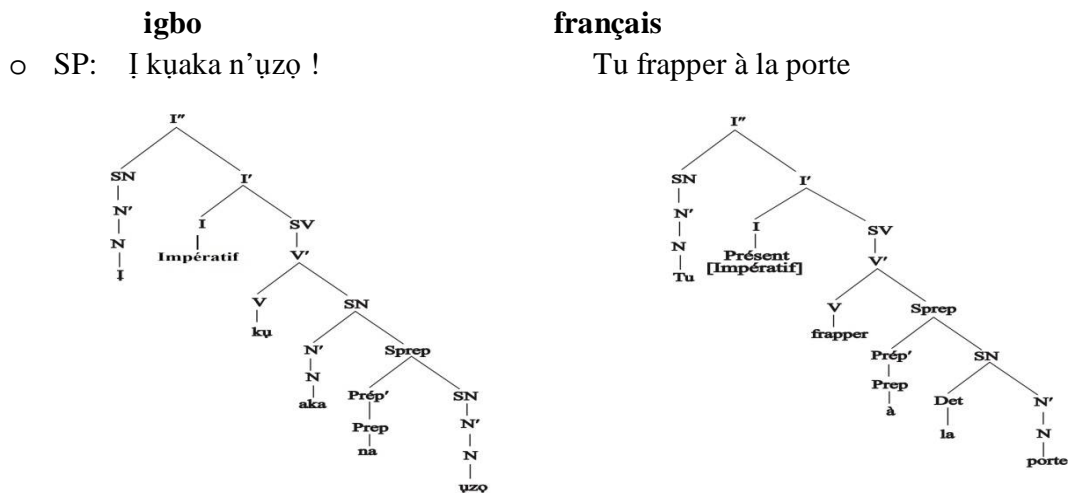 igbo français
o SP: Ị kụaka n’ụzọ ! Tu frapper à la porte
I″ I″
SN I′ SN I′
N′ I SV N′ I SV
N Impératif V′ N Présent [Impératif] V′
Ị V SN Tu V Sprep
kụ N′ Sprep frapper Prép′ SN
N Prép′ SN Prep Det N′
aka Prep N′ à la N
na N porte
ụzọ